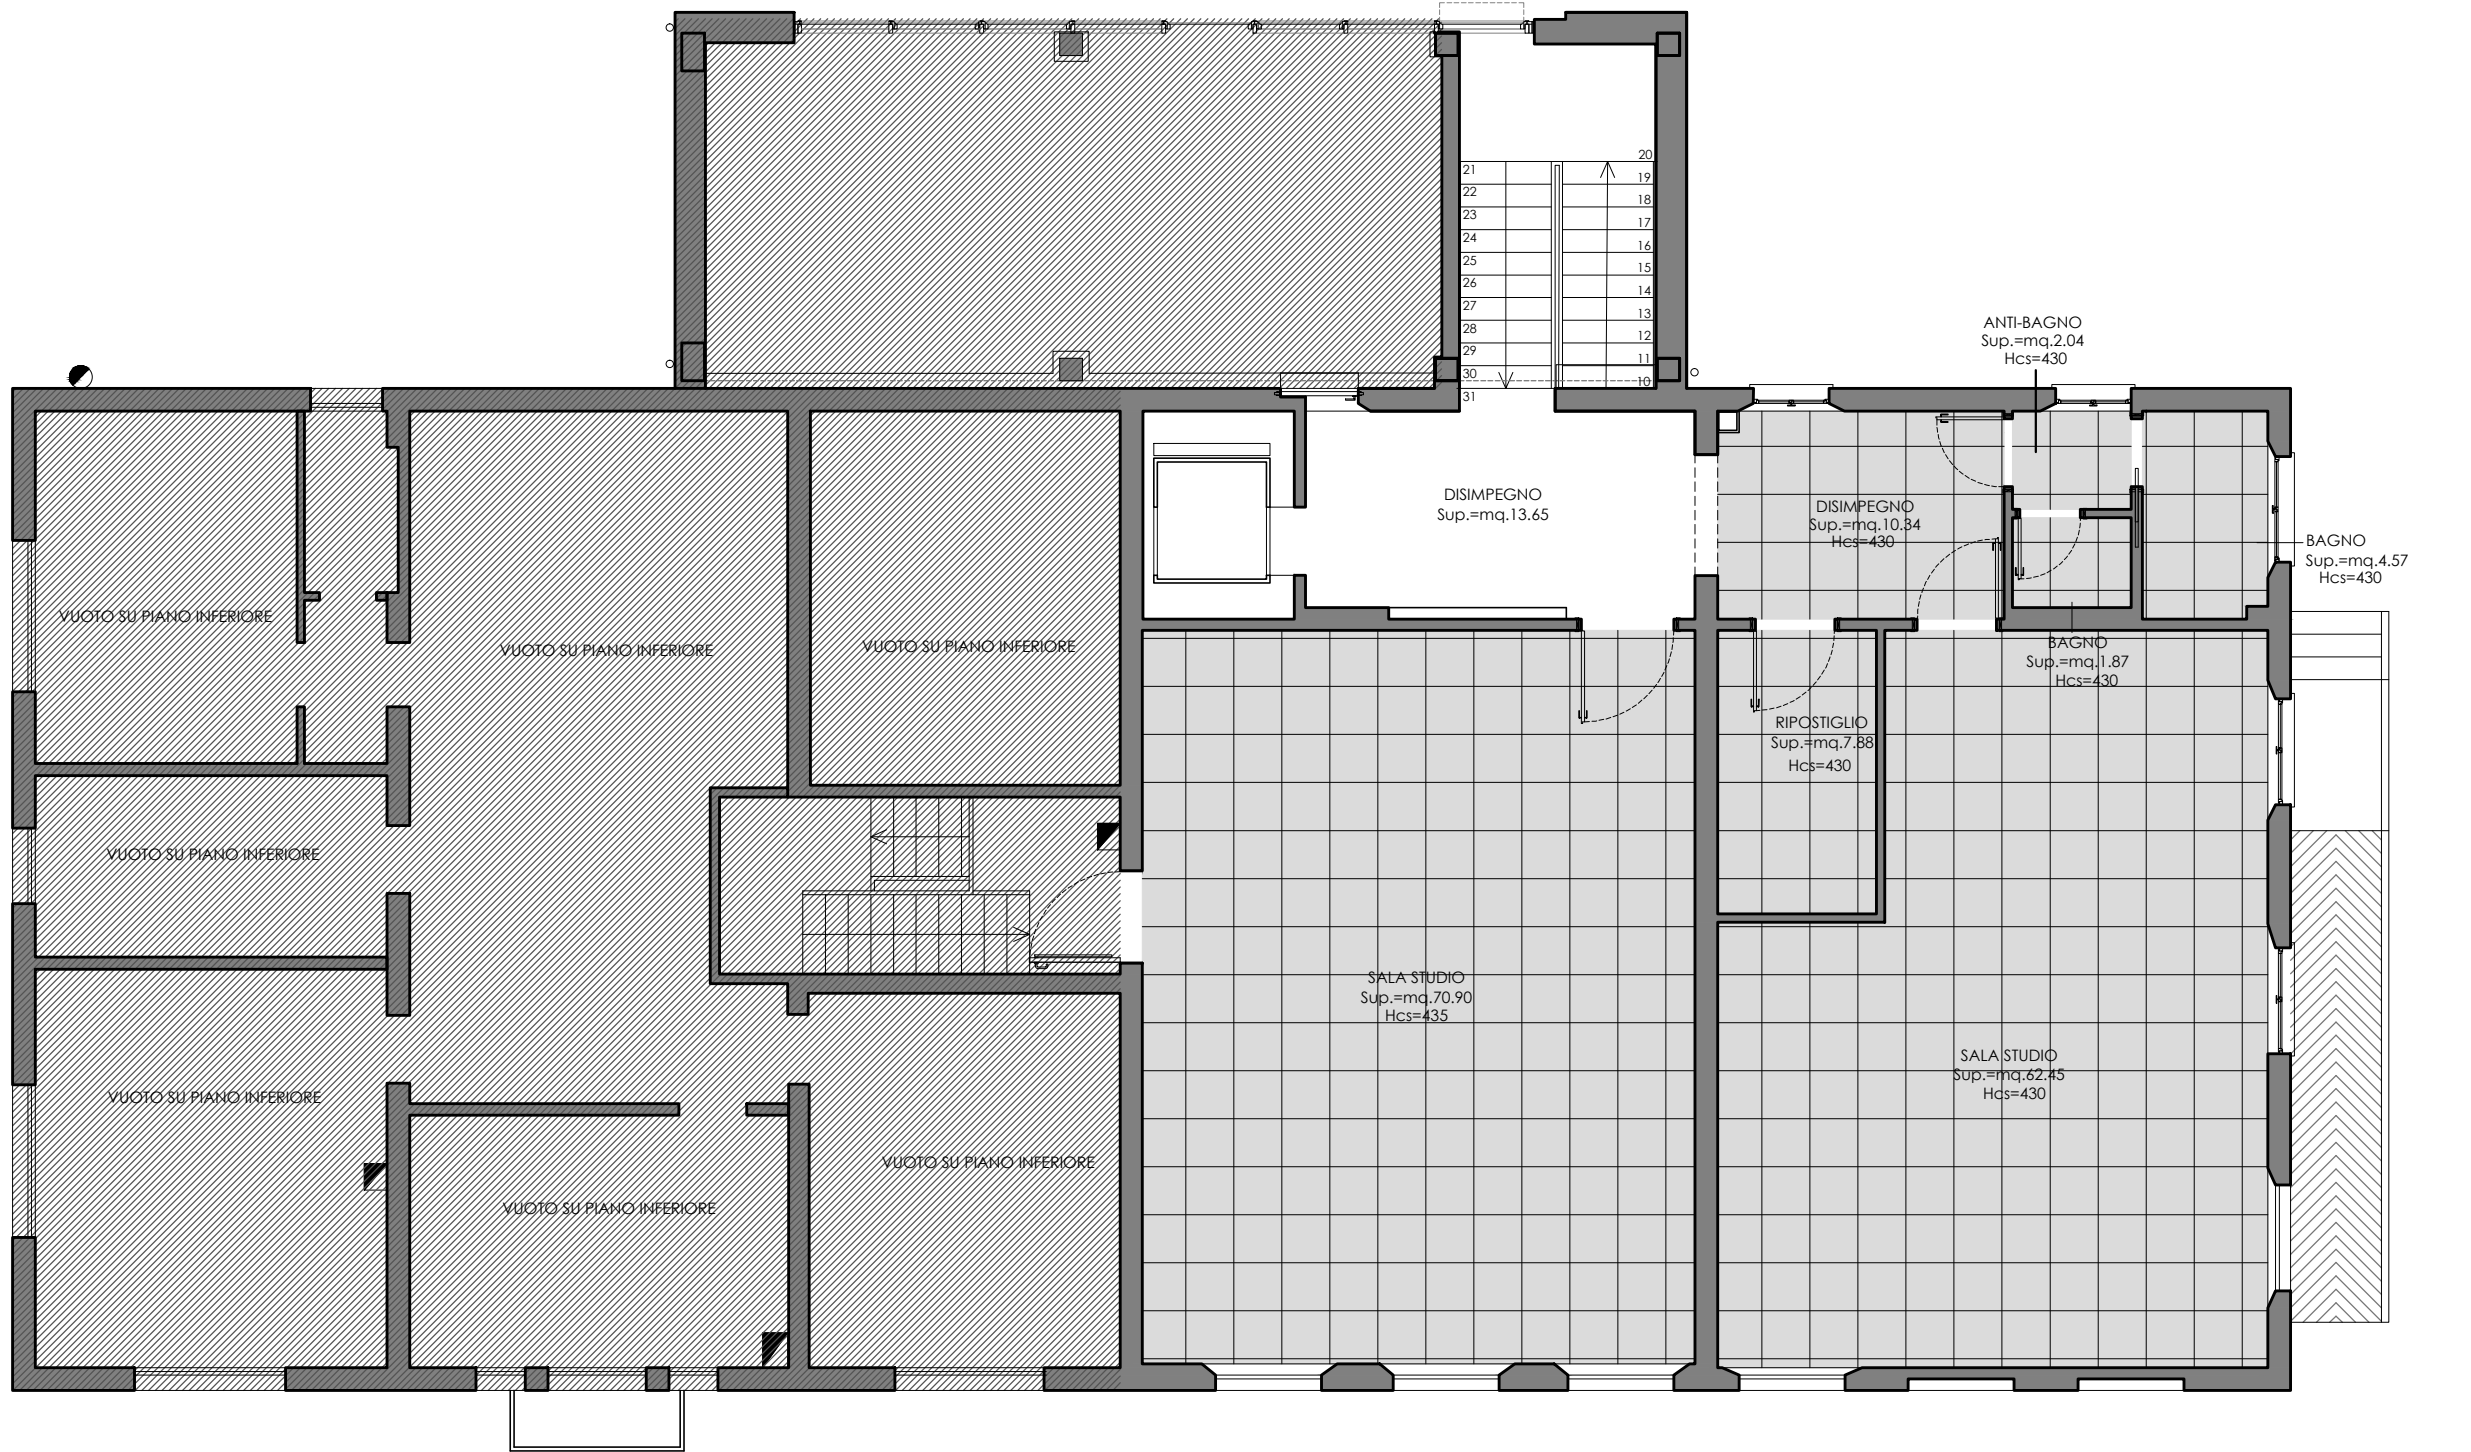 20
21
19
22
18
23
17
24
16
25
15
26
14
27
13
28
12
29
11
30
10
31
ANTI-BAGNO
Sup.=mq.2.04
Hcs=430
DISIMPEGNO
Sup.=mq.13.65
DISIMPEGNO
Sup.=mq.10.34
Hcs=430
BAGNO
Sup.=mq.4.57
Hcs=430
VUOTO SU PIANO INFERIORE
VUOTO SU PIANO INFERIORE
VUOTO SU PIANO INFERIORE
BAGNO
Sup.=mq.1.87
Hcs=430
RIPOSTIGLIO
Sup.=mq.7.88
Hcs=430
VUOTO SU PIANO INFERIORE
SALA STUDIO
Sup.=mq.70.90
Hcs=435
SALA STUDIO
Sup.=mq.62.45
Hcs=430
VUOTO SU PIANO INFERIORE
VUOTO SU PIANO INFERIORE
VUOTO SU PIANO INFERIORE